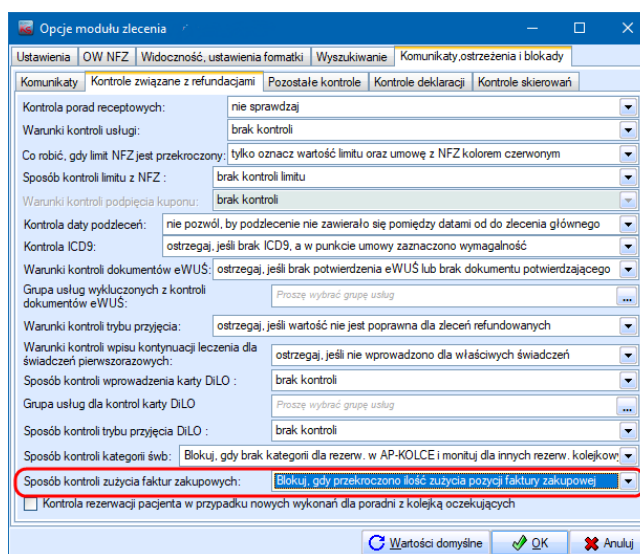 Opcje modułu zlecenia
Ustawienia OW NFZ Widoczność, ustawienia formatki Wyszukiwanie Komunikaty,ostrzeżenia i blokady
Komunikaty Kontrole związane z refundacjami Pozostałe kontrole Kontrole deklaracji Kontrole skierowań
Kontrola porad receptowych: nie sprawdzaj
Warunki kontroli usługi: brak kontroli
Co robić, gdy limit NFZ jest przekroczony: tylko oznacz wartość limitu oraz umowę z NFZ kolorem czerwonym
Sposób kontroli limitu z NFZ : brak kontroli limitu
Warunki kontroli podpięcia kuponu: brak kontroli
Kontrola daty podzleceń: nie pozwól, by podzlecenie nie zawierało się pomiędzy datami od do zlecenia głównego
Kontrola ICD9: ostrzegaj, jeśli brak ICD9, a w punkcie umowy zaznaczono wymagalność
Warunki kontroli dokumentów eWUŚ: ostrzegaj, jeśli brak potwierdzenia eWUŚ lub brak dokumentu potwierdzającego
Grupa usług wykluczonych z kontroli
dokumentów eWUŚ: Proszę wybrać grupę usług ...
Warunki kontroli trybu przyjęcia: ostrzegaj, jeśli wartość nie jest poprawna dla zleceń refundowanych
Warunki kontroli wpisu kontynuacji leczenia dla
świadczeń pierwszorazowych: ostrzegaj, jeśli nie wprowadzono dla właściwych świadczeń
Sposób kontroli wprowadzenia karty DiLO : brak kontroli
Grupa usług dla kontrol karty DiLO Proszę wybrać grupę usług ...
Sposób kontroli trybu przyjęcia DiLO : brak kontroli
Sposób kontroli kategorii śwb: Blokuj, gdy brak kategorii dla rezerw. w AP-KOLCE i monituj dla innych rezerw. kolejkowy
Sposób kontroli zużycia faktur zakupowych: Blokuj, gdy przekroczono ilość zużycia pozycji faktury zakupowej
Kontrola rezerwacji pacjenta w przypadku nowych wykonań dla poradni z kolejką oczekujących
Wartości domyślne OK Anuluj